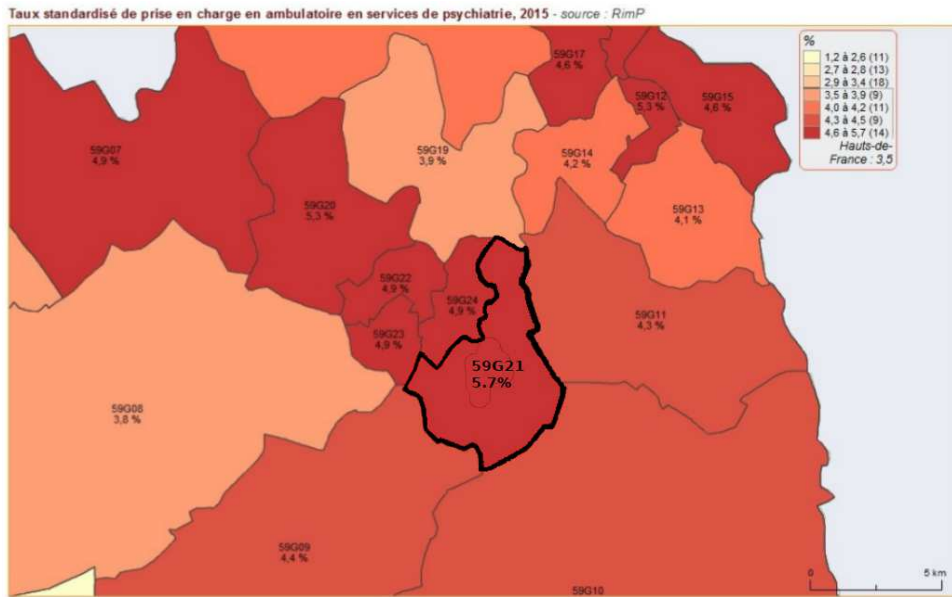 Taux standardisé de prise en charge en ambulatoire en services de psychiatrie, 2015 - source : RimP
%
1,2 à 2,6 (11)
2,7 à 2,8 (13)
2,9 à 3,4 (18)
3,5 à 3,9 (9)
4,0 à 4,2 (11)
4,3 à 4,5 (9)
4,6 à 5,7 (14)
Hauts-de-
France : 3,5
59G17
4,6 %
59G12
5,3 %
59G15
4,6 %
59G07
4,9 %
59G19
3,9 %
59G14
4,2 %
59G20
5,3 %
59G13
4,1 %
59G22
4,9 %
59G24
4,9 %
59G11
4,3 %
59G23
4,9 %
59G21
5.7%
59G08
3,8 %
59G09
4,4 %
59G10
0
5 km